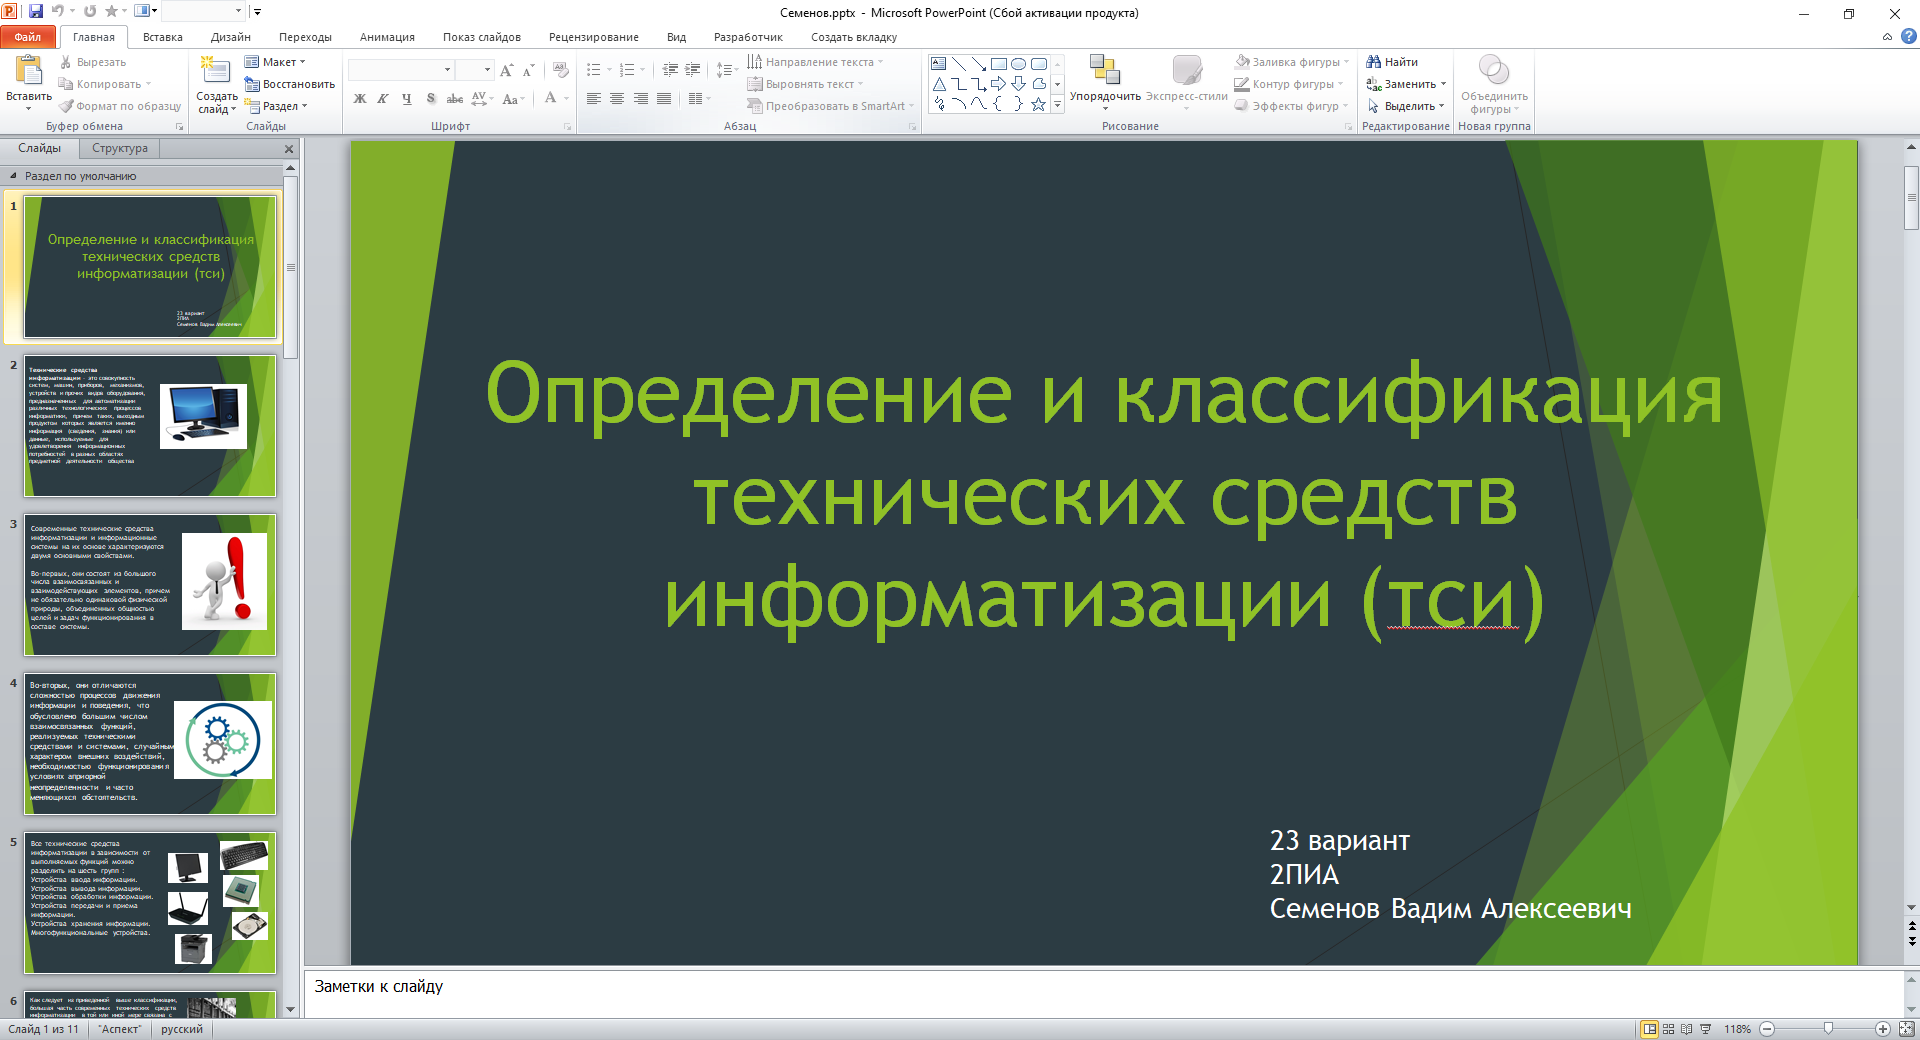 Семенов.pptx - Microsoft PowerPoint (Сбой активации продукта)
Файл Главная Вставка Дизайн Переходы Анимация Показ слайдов Рецензирование Вид Разработчик Создать вкладку
Вставить
Вырезать
Копировать
Формат по образцу
Буфер обмена
Создать слайд
Макет
Восстановить
Раздел
Слайды
Ж К Ч S abc AV Aa A
Шрифт
Направление текста
Выровнять текст
Преобразовать в SmartArt
Абзац
Упорядочить
Экспресс-стили
Заливка фигуры
Контур фигуры
Эффекты фигур
Рисование
Найти
Заменить
Выделить
Редактирование
Объединить фигуры
Новая группа
Слайды Структура
Раздел по умолчанию
1
Определение и классификация
технических средств
информатизации (тси)
23 вариант
2ПИА
Семенов Вадим Алексеевич
2
Технические средства
информатизации - это совокупность
систем, машин, приборов, механизмов,
устройств и прочих видов оборудования,
предназначенных для автоматизации
различных технологических процессов
информатики, причем таких, выходным
продуктом которых является именно
информация (сведения, знания) или
данные, используемые для
удовлетворения информационных
потребностей в разных областях
предметной деятельности общества
3
Современные технические средства
информатизации и информационные
системы на их основе характеризуются
двумя основными свойствами.
Во-первых, они состоят из большого
числа взаимосвязанных и
взаимодействующих элементов, причем
не обязательно одинаковой физической
природы, объединенных общностью
целей и задач функционирования в
составе системы.
4
Во-вторых, они отличаются
сложностью процессов движения
информации и поведения, что
обусловлено большим числом
взаимосвязанных функций,
реализуемых техническими
средствами и системами, случайным
характером внешних воздействий,
необходимостью функционирования
условиях априорной
неопределенности и часто
меняющихся обстоятельств.
5
Все технические средства
информатизации в зависимости от
выполняемых функций можно
разделить на шесть групп :
Устройства ввода информации.
Устройства вывода информации.
Устройства обработки информации.
Устройства передачи и приема
информации.
Устройства хранения информации.
Многофункциональные устройства.
6
Как следует из приведенной выше классификации,
большая часть современных технических средств
информатизации в той или иной мере связана с
Определение и классификация
технических средств
информатизации (тси)
23 вариант
2ПИА
Семенов Вадим Алексеевич
Заметки к слайду
Слайд 1 из 11 "Аспект" русский 118%